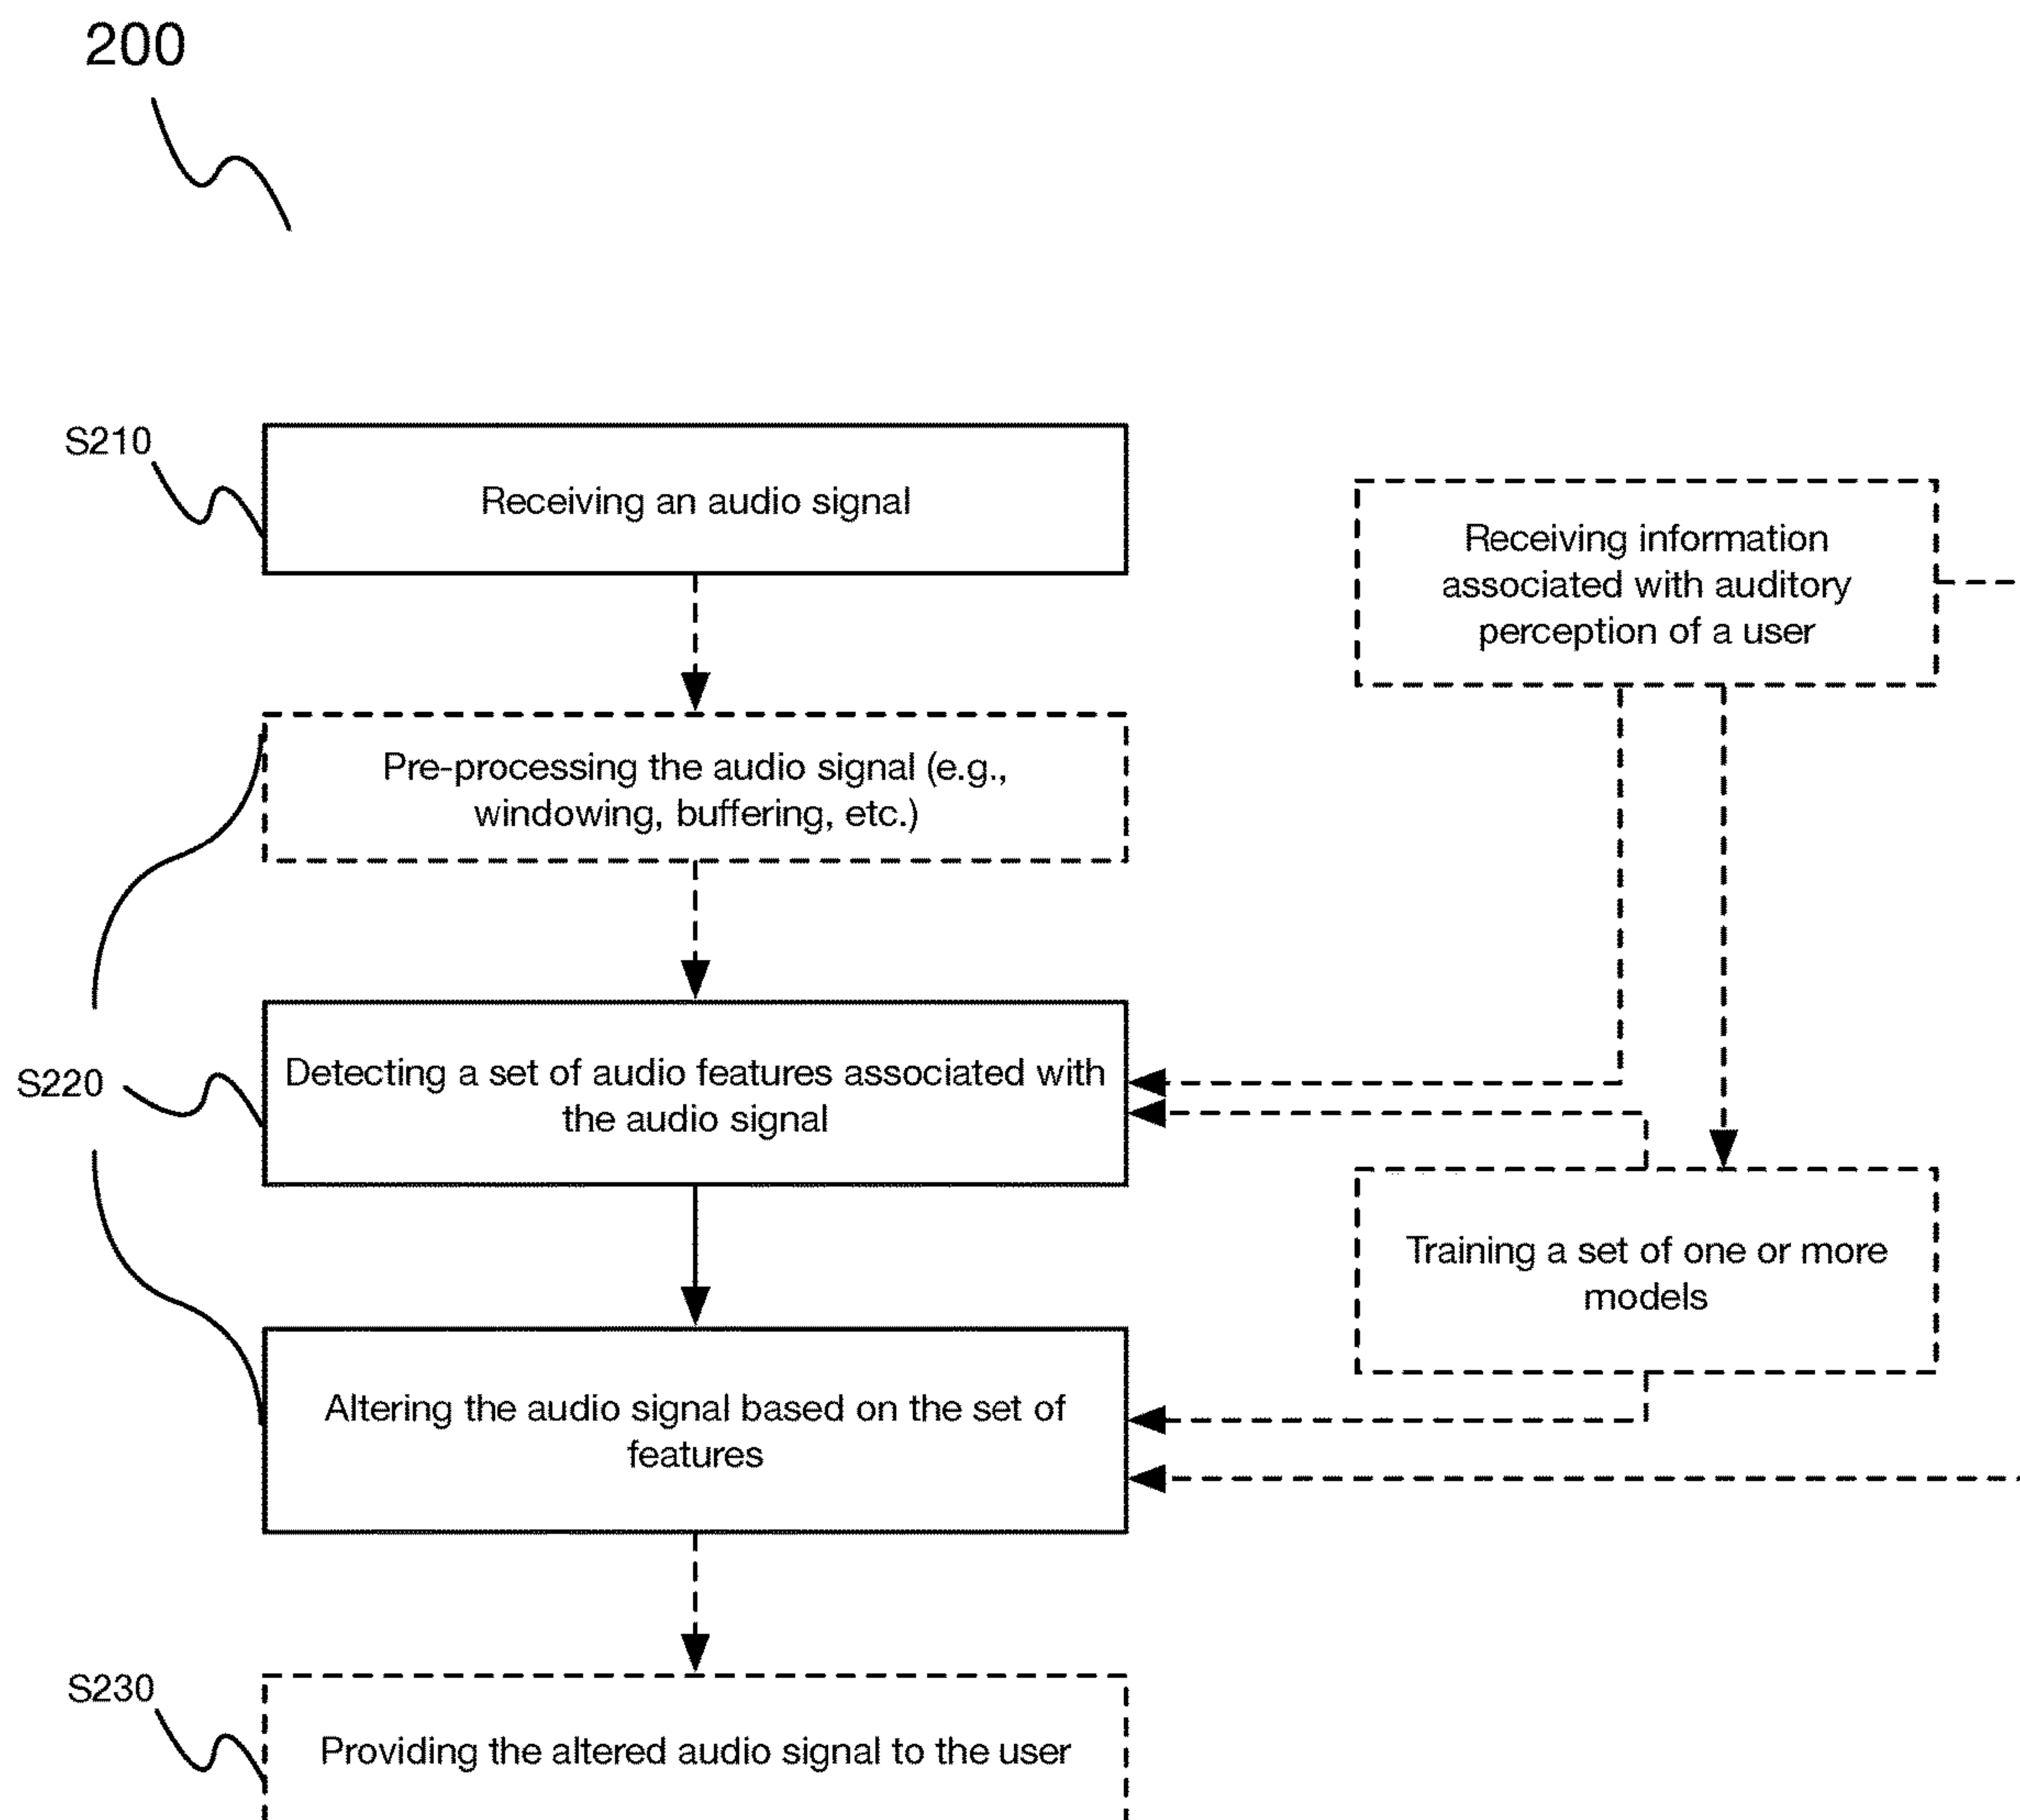 200
S210
Receiving an audio signal
Receiving information
associated with auditory
perception of a user
Pre-processing the audio signal (e.g.,
windowing, buffering, etc.)
S220
Detecting a set of audio features associated with
the audio signal
Training a set of one or more
models
Altering the audio signal based on the set of
features
S230
Providing the altered audio signal to the user